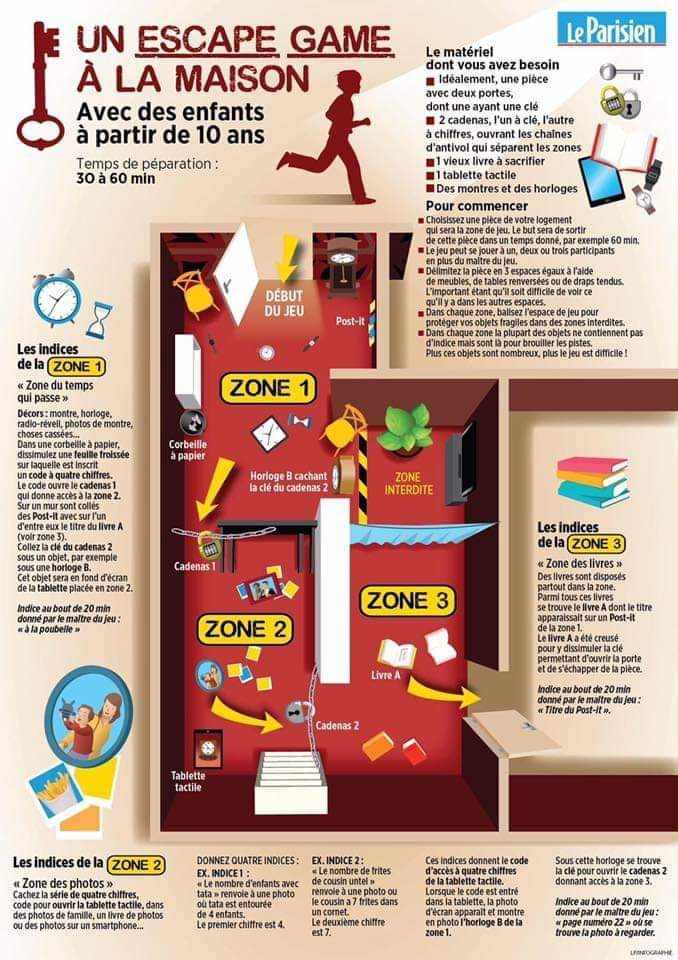 UN ESCAPE GAME
À LA MAISON
Avec des enfants
à partir de 10 ans
Temps de péparation :
30 à 60 min
Le Parisien
Le matériel
dont vous avez besoin
■ Idéalement, une pièce
avec deux portes,
dont une ayant une clé
■ 2 cadenas, l'un à clé, l'autre
à chiffres, ouvrant les chaînes
d'antivol qui séparent les zones
■ 1 vieux livre à sacrifier
■ 1 tablette tactile
■ Des montres et des horloges
Pour commencer
■ Choisissez une pièce de votre logement
qui sera la zone de jeu. Le but sera de sortir
de cette pièce dans un temps donné, par exemple 60 min.
■ Le jeu peut se jouer à un, deux ou trois participants
en plus du maître du jeu.
■ Délimitez la pièce en 3 espaces égaux à l'aide
de meubles, de tables renversées ou de draps tendus.
L'important étant qu'il soit difficile de voir ce
qu'il y a dans les autres espaces.
■ Dans chaque zone, balisez l'espace de jeu pour
protéger vos objets fragiles dans des zones interdites.
■ Dans chaque zone la plupart des objets ne contiennent pas
d'indice mais sont là pour brouiller les pistes.
Plus ces objets sont nombreux, plus le jeu est difficile !
DÉBUT
DU JEU
Post-it
ZONE 1
Corbeille
à papier
Horloge B cachant
la clé du cadenas 2
ZONE
INTERDITE
Cadenas 1
ZONE 2
ZONE 3
Livre A
Cadenas 2
Tablette
tactile
Les indices
de la ZONE 1
« Zone du temps
qui passe »
Décors : montre, horloge,
radio-réveil, photos de montre,
choses cassées...
Dans une corbeille à papier,
dissimulez une feuille froissée
sur laquelle est inscrit
un code à quatre chiffres.
Le code ouvre le cadenas 1
qui donne accès à la zone 2.
Sur un mur sont collés
des Post-it avec sur l'un
d'entre eux le titre du livre A
(voir zone 3).
Collez la clé du cadenas 2
sous un objet, par exemple
sous une horloge B.
Cet objet sera en fond d'écran
de la tablette placée en zone 2.
Indice au bout de 20 min
donné par le maître du jeu :
« à la poubelle »
Les indices
de la ZONE 3
« Zone des livres »
Des livres sont disposés
partout dans la zone.
Parmi tous ces livres
se trouve le livre A dont le titre
apparaissait sur un Post-it
de la zone 1.
Le livre A a été creusé
pour y dissimuler la clé
permettant d'ouvrir la porte
et de s'échapper de la pièce.
Indice au bout de 20 min
donné par le maître du jeu :
« Titre du Post-it ».
Les indices de la ZONE 2
« Zone des photos »
Cachez la série de quatre chiffres,
code pour ouvrir la tablette tactile, dans
des photos de famille, un livre de photos
ou des photos sur un smartphone...
DONNEZ QUATRE INDICES :
EX. INDICE 1 :
« Le nombre d'enfants avec
tata » renvoie à une photo
où tata est entourée
de 4 enfants.
Le premier chiffre est 4.
EX. INDICE 2 :
« Le nombre de frites
de cousin untel »
renvoie à une photo ou
le cousin a 7 frites dans
un cornet.
Le deuxième chiffre
est 7.
Ces indices donnent le code
d'accès à quatre chiffres
de la tablette tactile.
Lorsque le code est entré
dans la tablette, la photo
d'écran apparaît et montre
en photo l'horloge B de la
zone 1.
Sous cette horloge se trouve
la clé pour ouvrir le cadenas 2
donnant accès à la zone 3.
Indice au bout de 20 min
donné par le maître du jeu :
« page numéro 22 » où se
trouve la photo à regarder.
LP/INFOGRAPHIE.